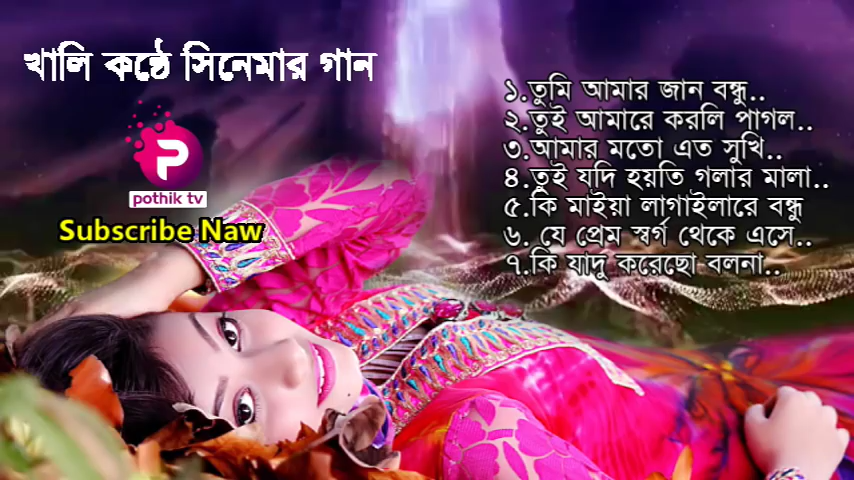 খালি কন্ঠে সিনেমার গান
pothik tv
Subscribe Naw
১.তুমি আমার জান বন্ধু..
২.তুই আমারে করলি পাগল..
৩.আমার মতো এত সুখি..
৪.তুই যদি হয়তি গলার মালা..
৫.কি মাইয়া লাগাইলারে বন্ধু
৬. যে প্রেম স্বর্গ থেকে এসে..
৭.কি যাদু করেছো বলনা..